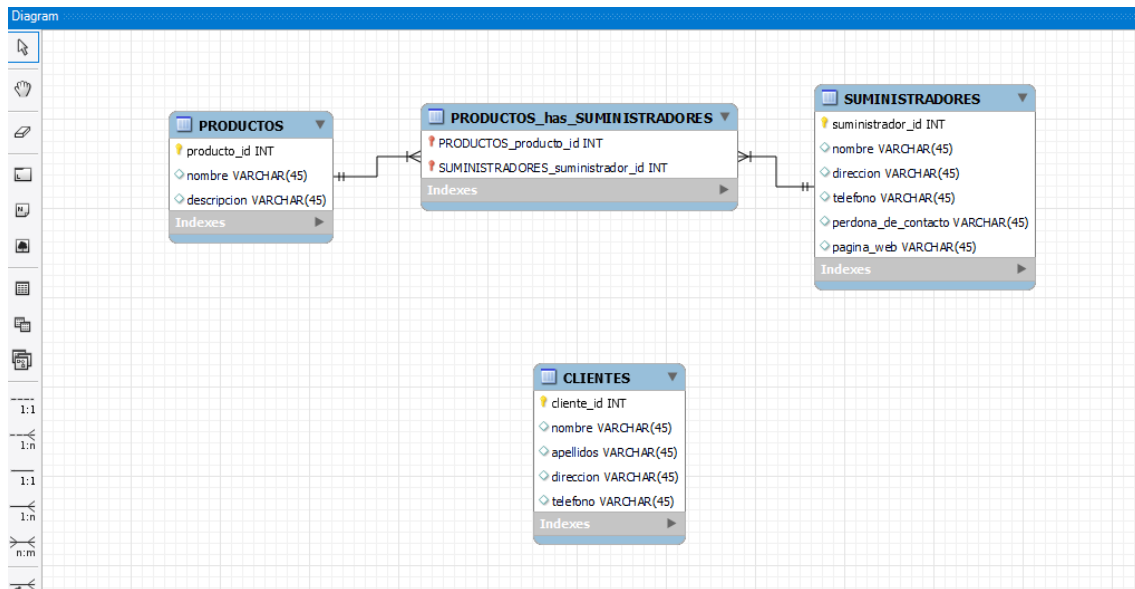 Diagram
PRODUCTOS
producto_id INT
nombre VARCHAR(45)
descripcion VARCHAR(45)
Indexes
PRODUCTOS_has_SUMINISTRADORES
PRODUCTOS_producto_id INT
SUMINISTRADORES_suministrador_id INT
Indexes
SUMINISTRADORES
suministrador_id INT
nombre VARCHAR(45)
direccion VARCHAR(45)
telefono VARCHAR(45)
perdona_de_contacto VARCHAR(45)
pagina_web VARCHAR(45)
Indexes
CLIENTES
cliente_id INT
nombre VARCHAR(45)
apellidos VARCHAR(45)
direccion VARCHAR(45)
telefono VARCHAR(45)
Indexes
1:1
1:n
1:1
1:n
n:m